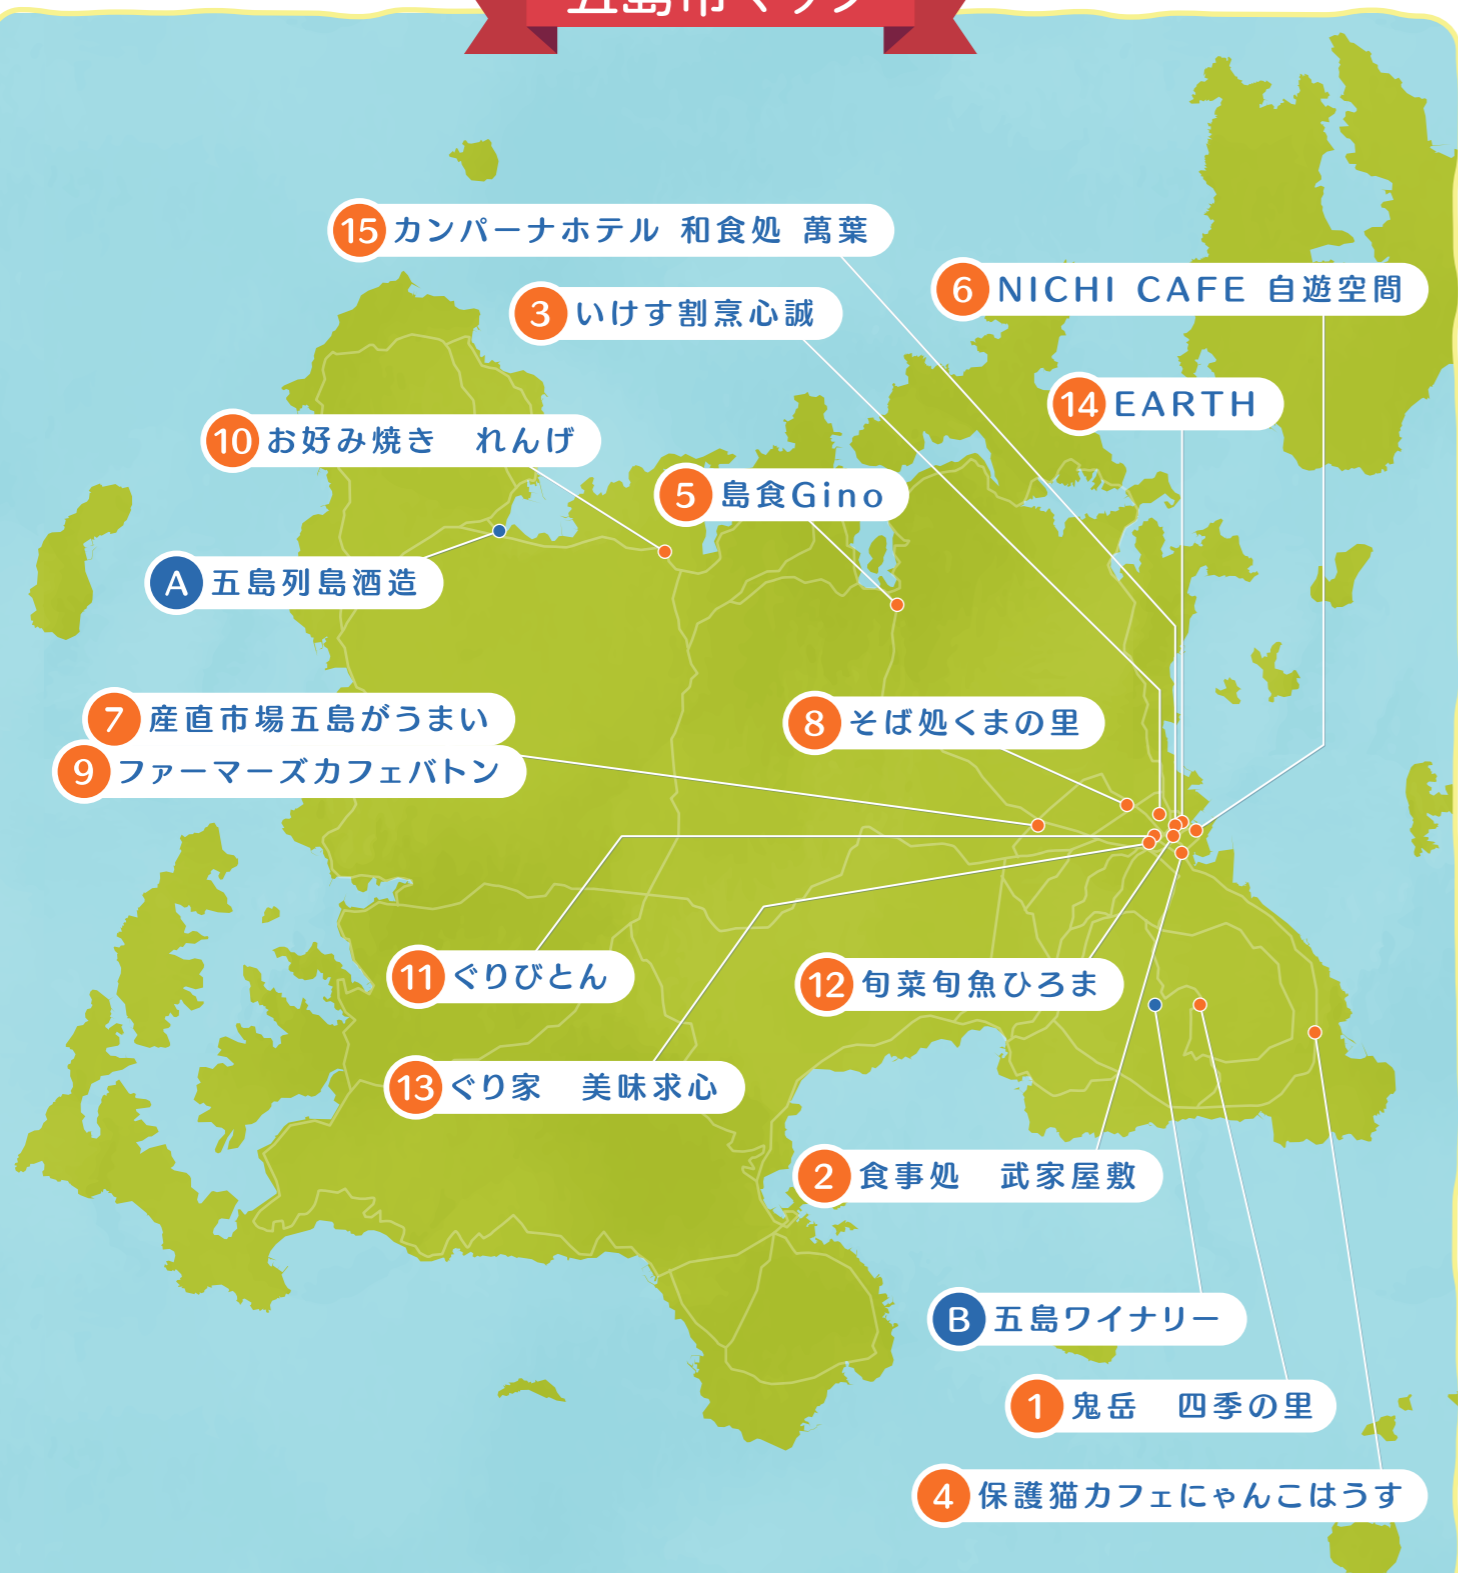 五島市マップ
15 カンパーナホテル 和食処 萬葉
6 NICHI CAFE 自遊空間
3 いけす割烹心誠
14 EARTH
10 お好み焼き　れんげ
5 島食Gino
A 五島列島酒造
7 産直市場五島がうまい
8 そば処くまの里
9 ファーマーズカフェバトン
11 ぐりびとん
12 旬菜旬魚ひろま
13 ぐり家　美味求心
2 食事処　武家屋敷
B 五島ワイナリー
1 鬼岳　四季の里
4 保護猫カフェにゃんこはうす